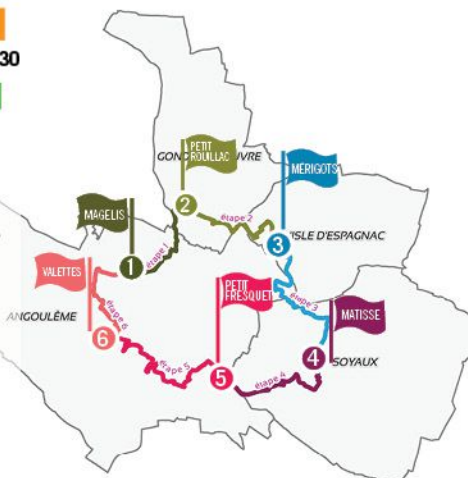 30
PETIT
ROUILLAC
GOND
UVRE
MÉRIGOTS
2
étape 2
MAGELIS
3
ISLE D'ESPAGNAC
étape 1
1
VALETTES
PETIT
FRESQUET
étape 3
MATISSE
étape 6
ANGOULÊME
6
4
SOYAUX
étape 5
5
étape 4